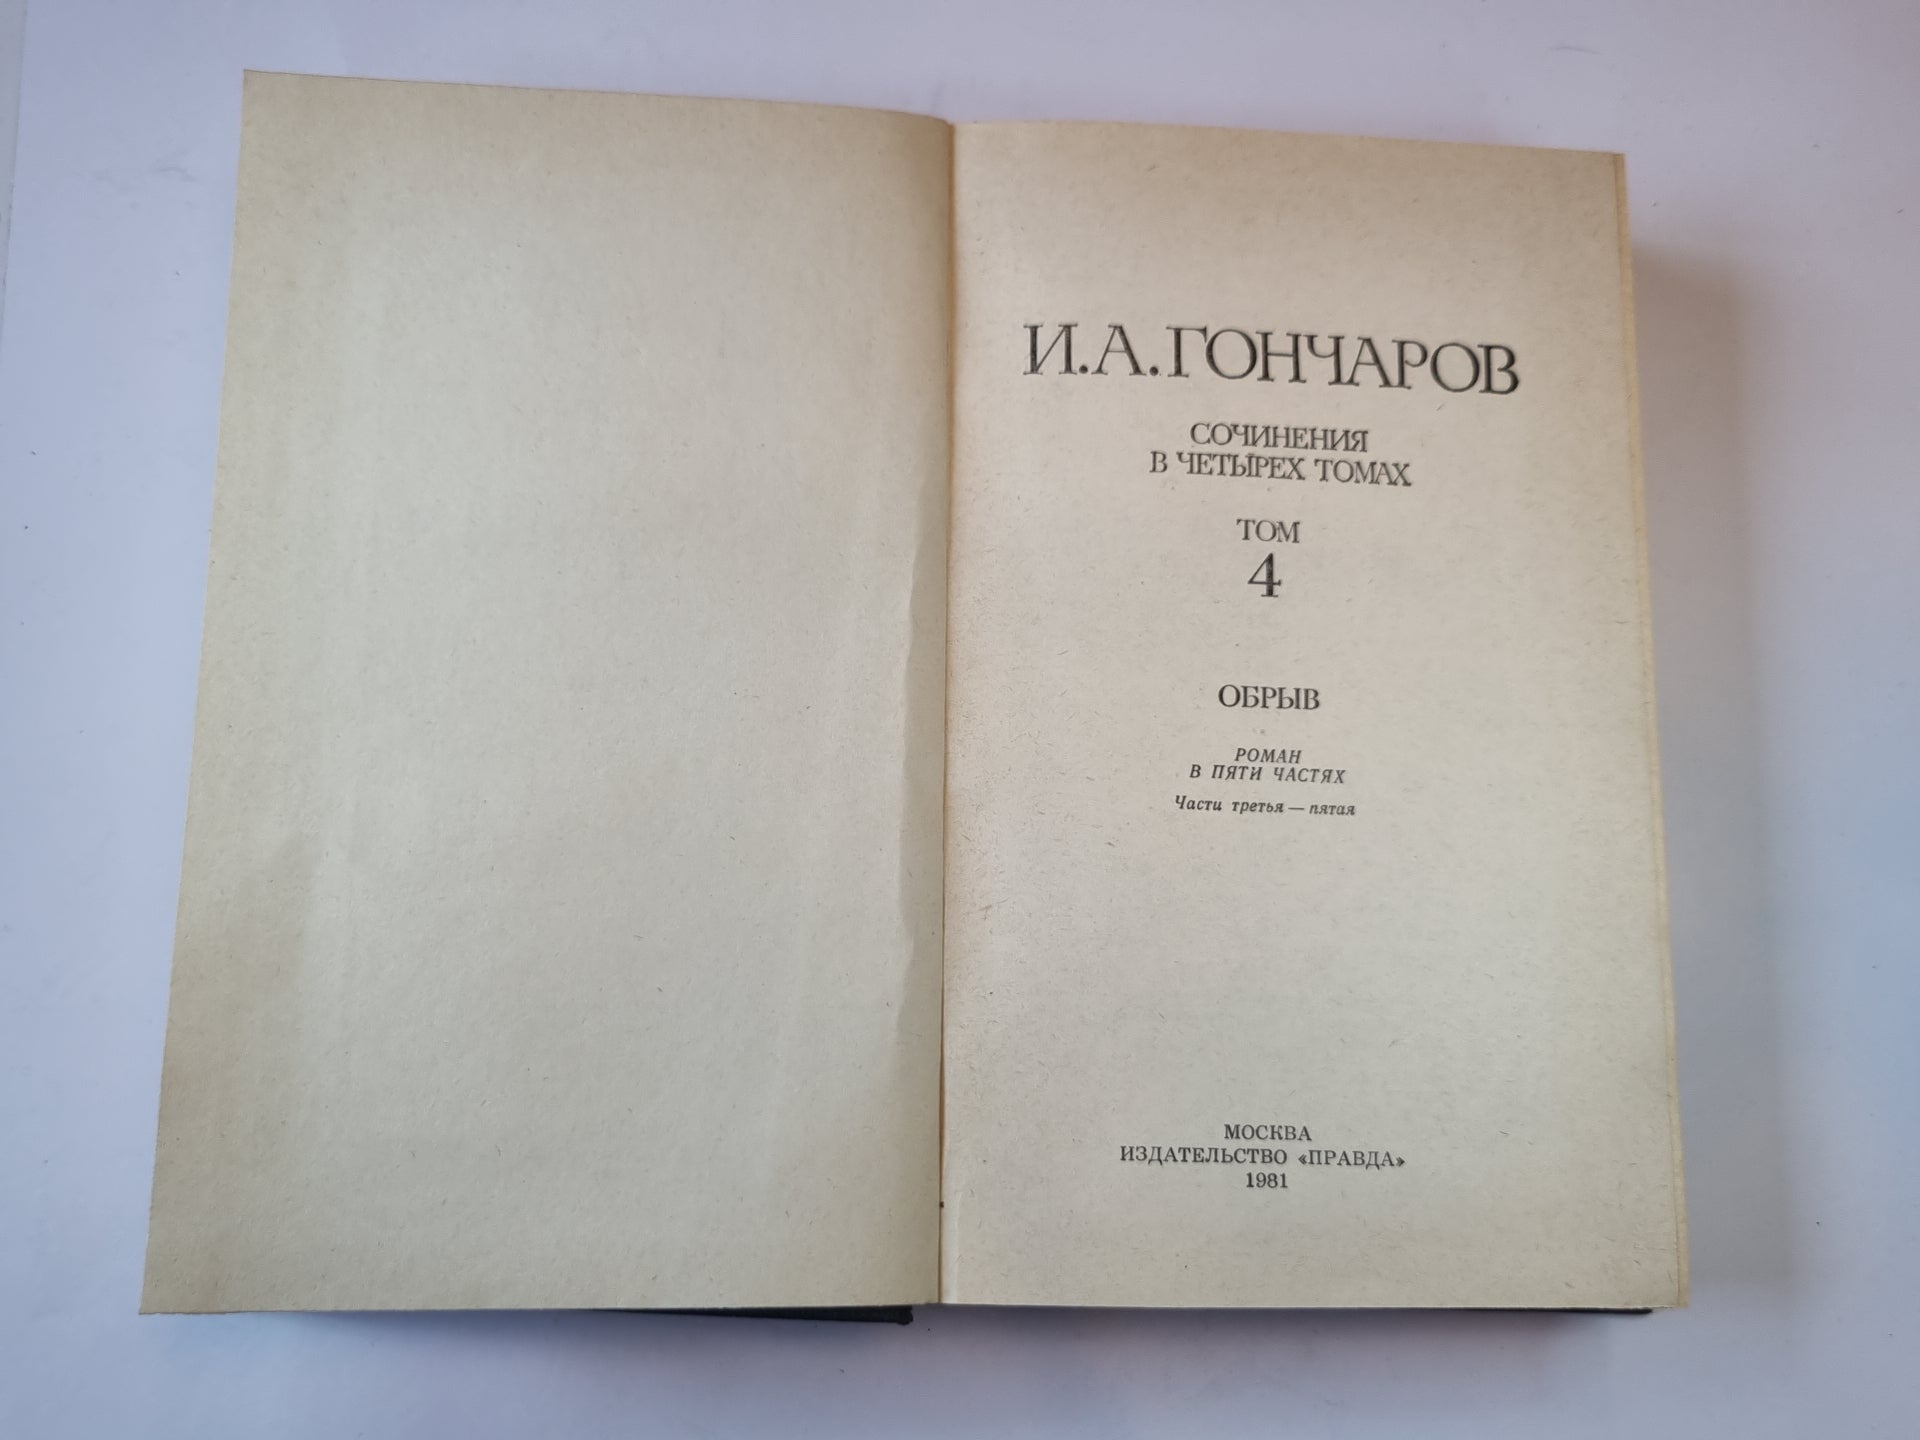 И.А.ГОНЧАРОВ
СОЧИНЕНИЯ
В ЧЕТЫРЕХ ТОМАХ
ТОМ
4
ОБРЫВ
РОМАН
В ПЯТИ ЧАСТЯХ
Части третья — пятая
МОСКВА
ИЗДАТЕЛЬСТВО «ПРАВДА»
1981